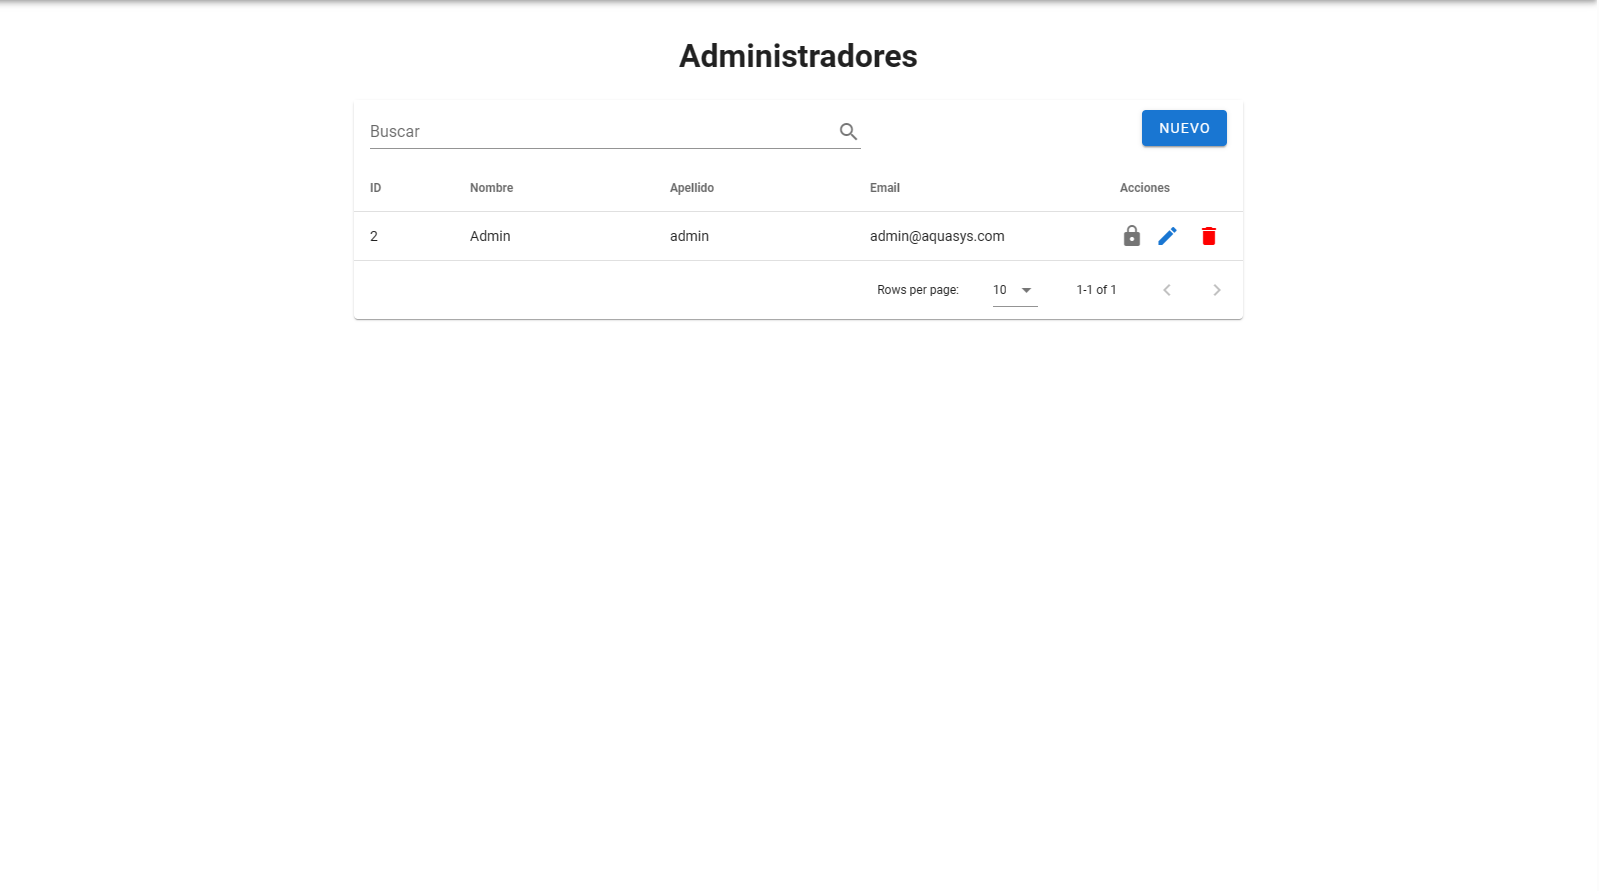 Administradores
Buscar
NUEVO
ID Nombre Apellido Email Acciones
2 Admin admin admin@aquasys.com
Rows per page: 10 1-1 of 1